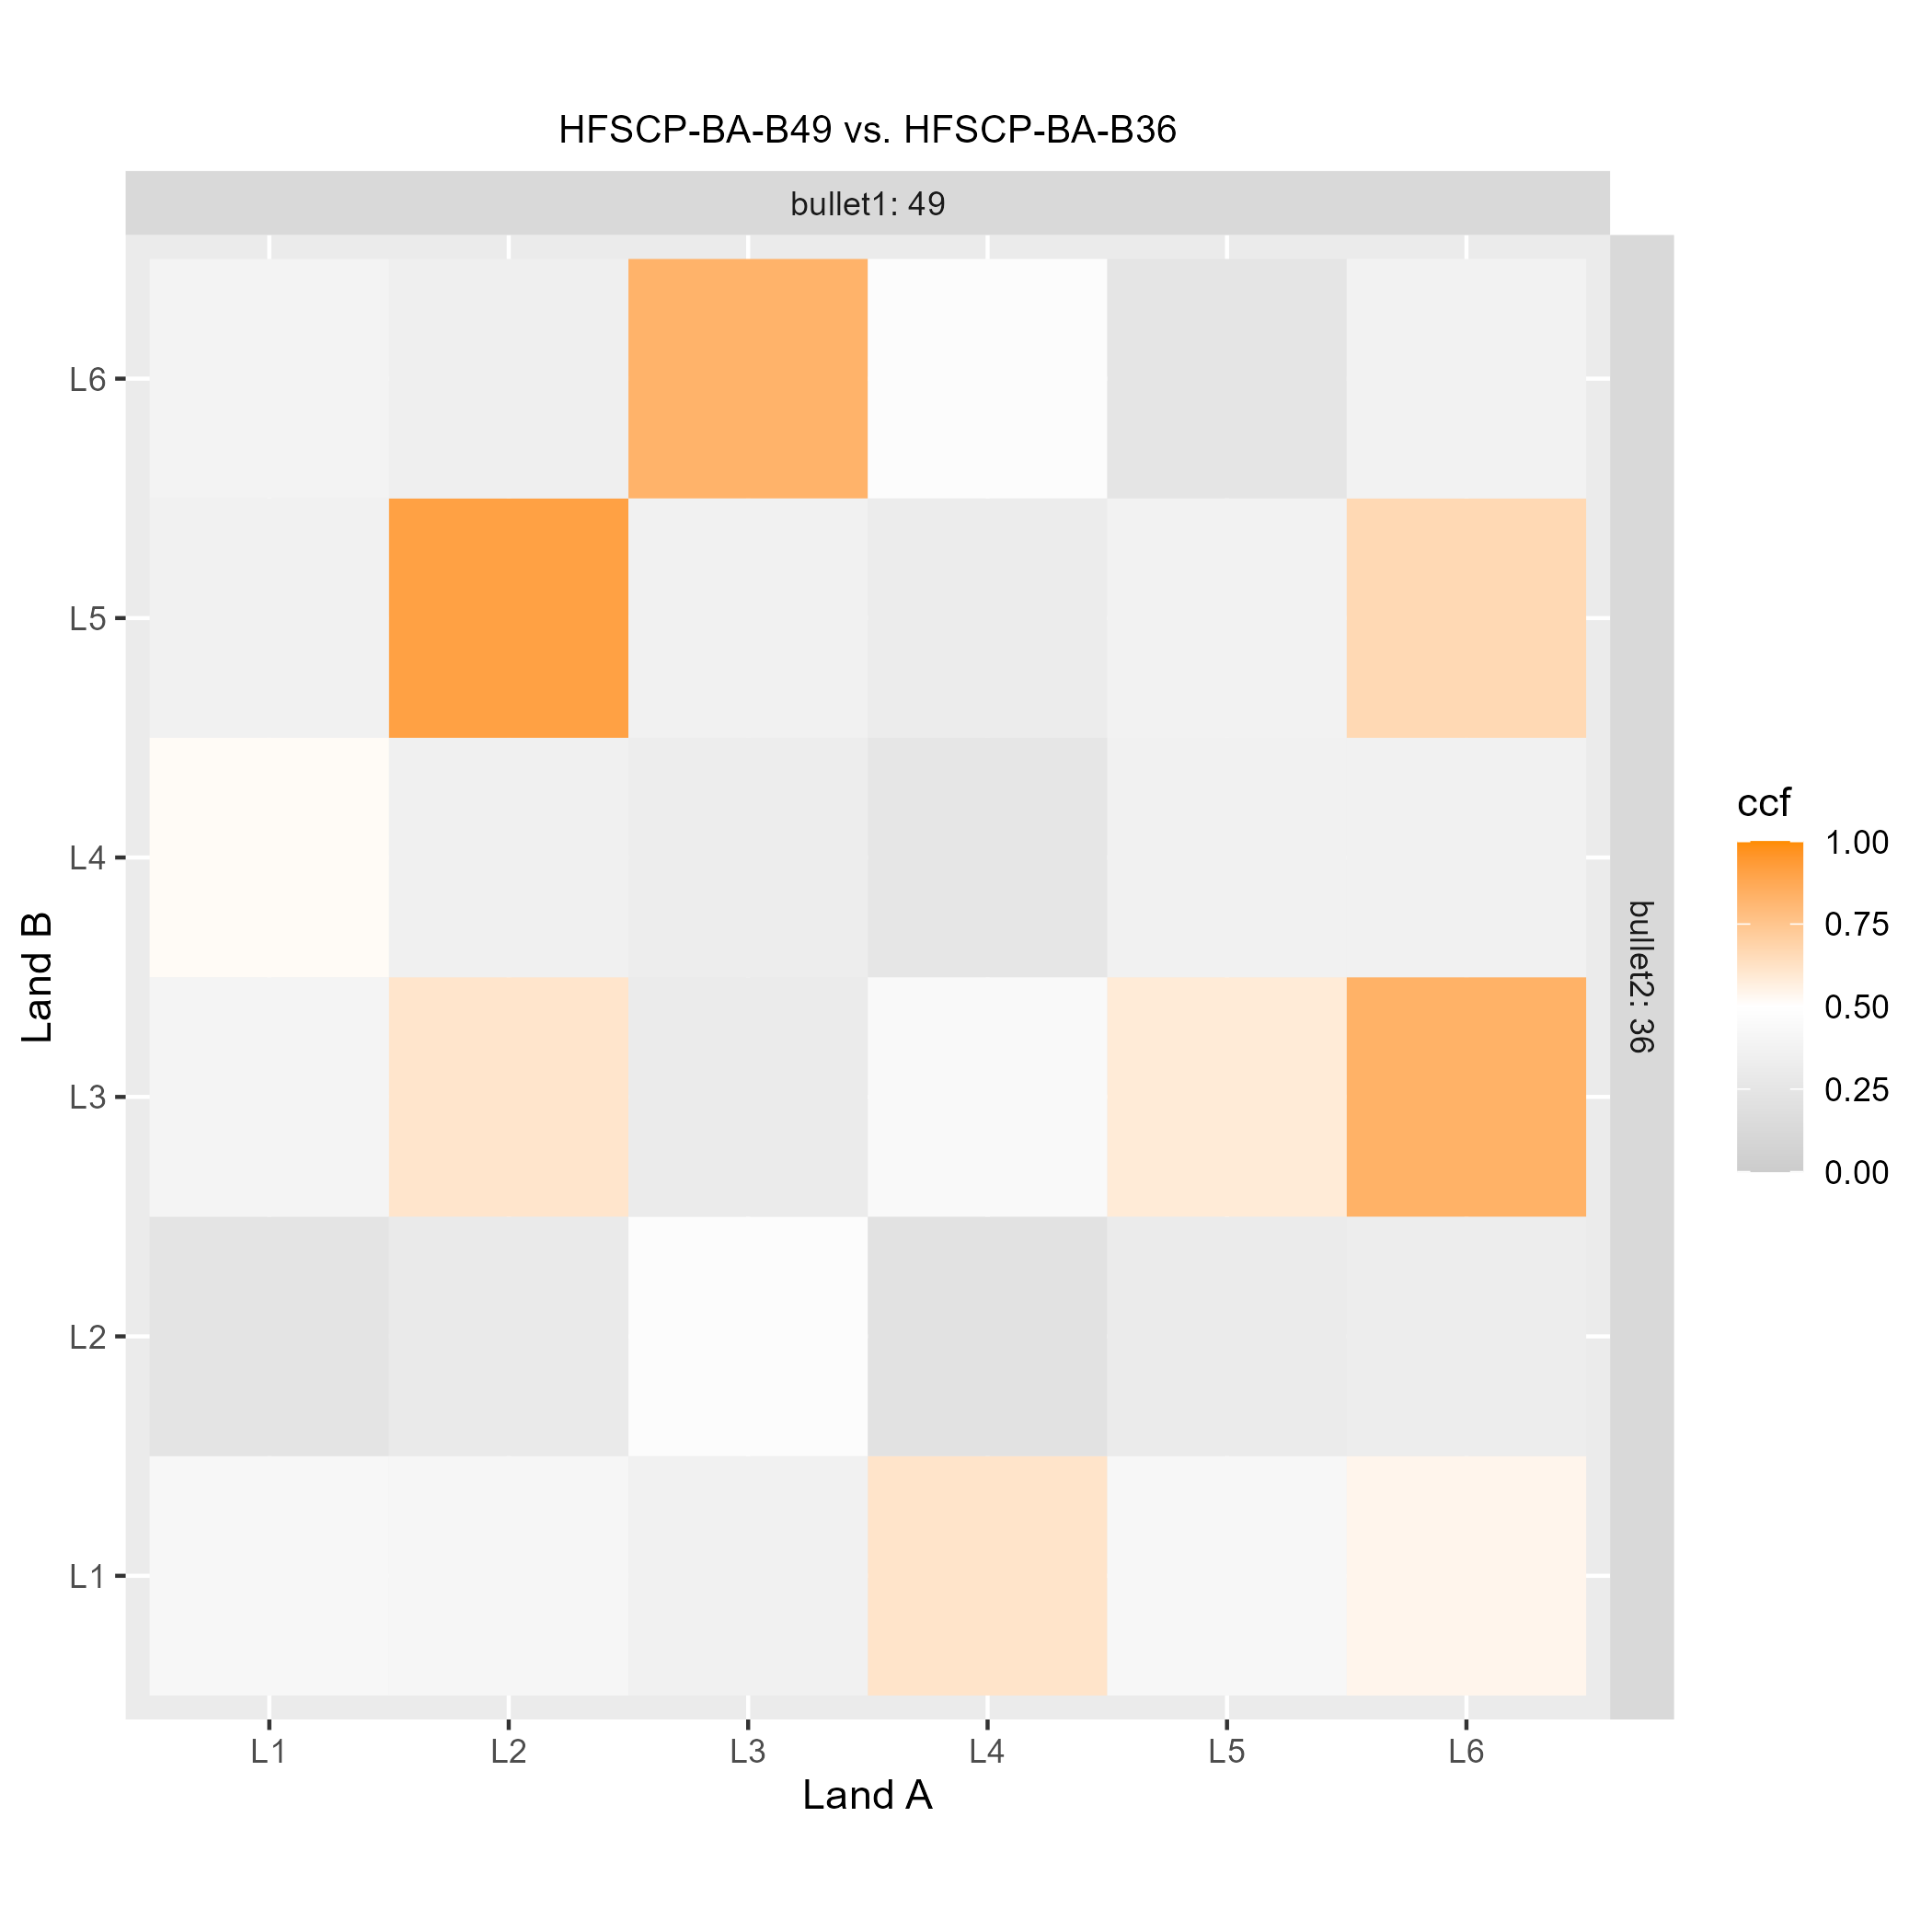 HFSCP-BA-B49 vs. HFSCP-BA-B36
bullet1: 49
L6
L5
L4
L3
L2
L1
Land B
bullet2: 36
L1 L2 L3 L4 L5 L6
Land A
ccf
1.00
0.75
0.50
0.25
0.00